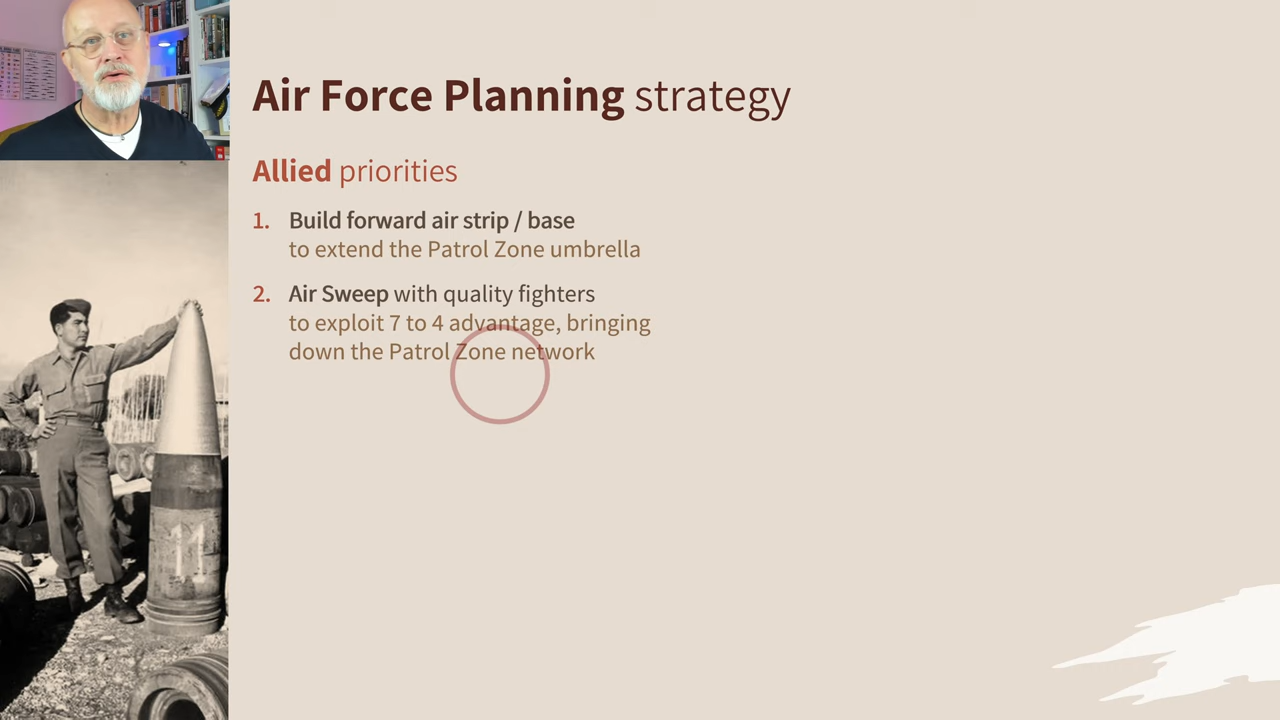 Air Force Planning strategy
Allied priorities
1. Build forward air strip / base
to extend the Patrol Zone umbrella
2. Air Sweep with quality fighters
to exploit 7 to 4 advantage, bringing
down the Patrol Zone network
11